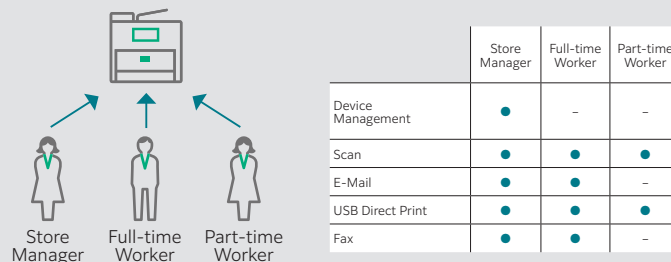 Store Manager
Full-time Worker
Part-time Worker
Store Manager
Full-time Worker
Part-time Worker
Device Management
● – –
Scan
● ● ●
E-Mail
● ● –
USB Direct Print
● ● ●
Fax
● ● –